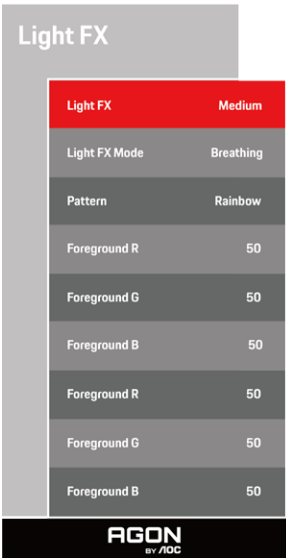 Light FX
Light FX Medium
Light FX Mode Breathing
Pattern Rainbow
Foreground R 50
Foreground G 50
Foreground B 50
Foreground R 50
Foreground G 50
Foreground B 50
AGON
BY AOC